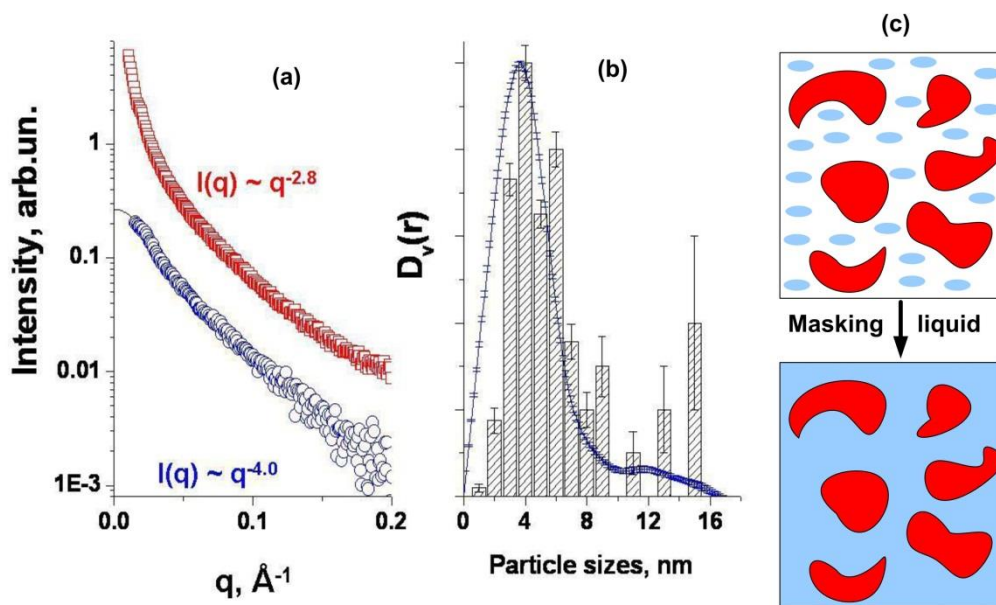 (a)
Intensity, arb.un.
1
0.1
0.01
1E-3
I(q) ~ q-2.8
I(q) ~ q-4.0
0.0
0.1
0.2
q, Å-1
(b)
Dv(r)
0
4
8
12
16
Particle sizes, nm
(c)
Masking liquid